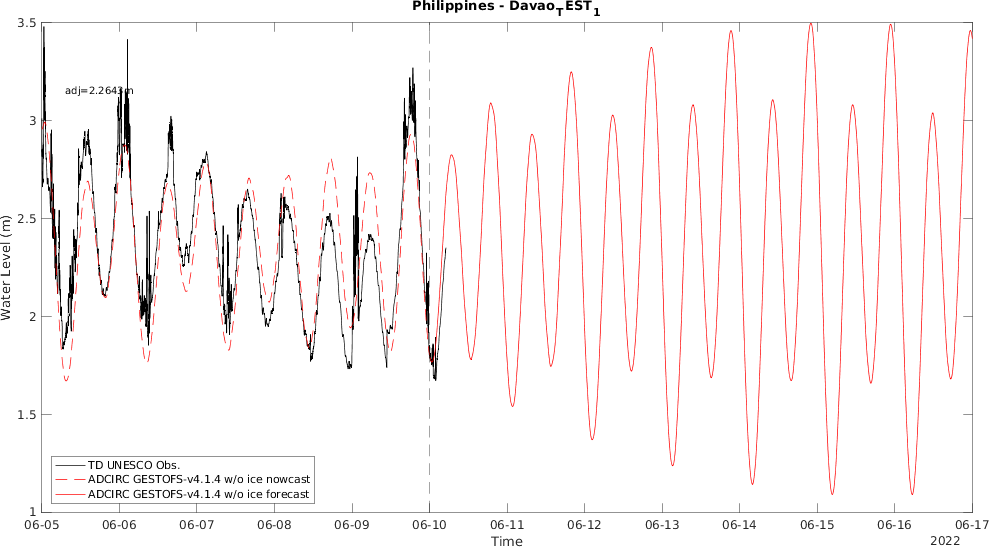 Philippines - Davao_TEST_1
3.5
3
2.5
2
1.5
1
Water Level (m)
adj=2.2643m
TD UNESCO Obs.
ADCIRC GESTOFS-v4.1.4 w/o ice nowcast
ADCIRC GESTOFS-v4.1.4 w/o ice forecast
06-05 06-06 06-07 06-08 06-09 06-10 06-11 06-12 06-13 06-14 06-15 06-16 06-17
Time
2022